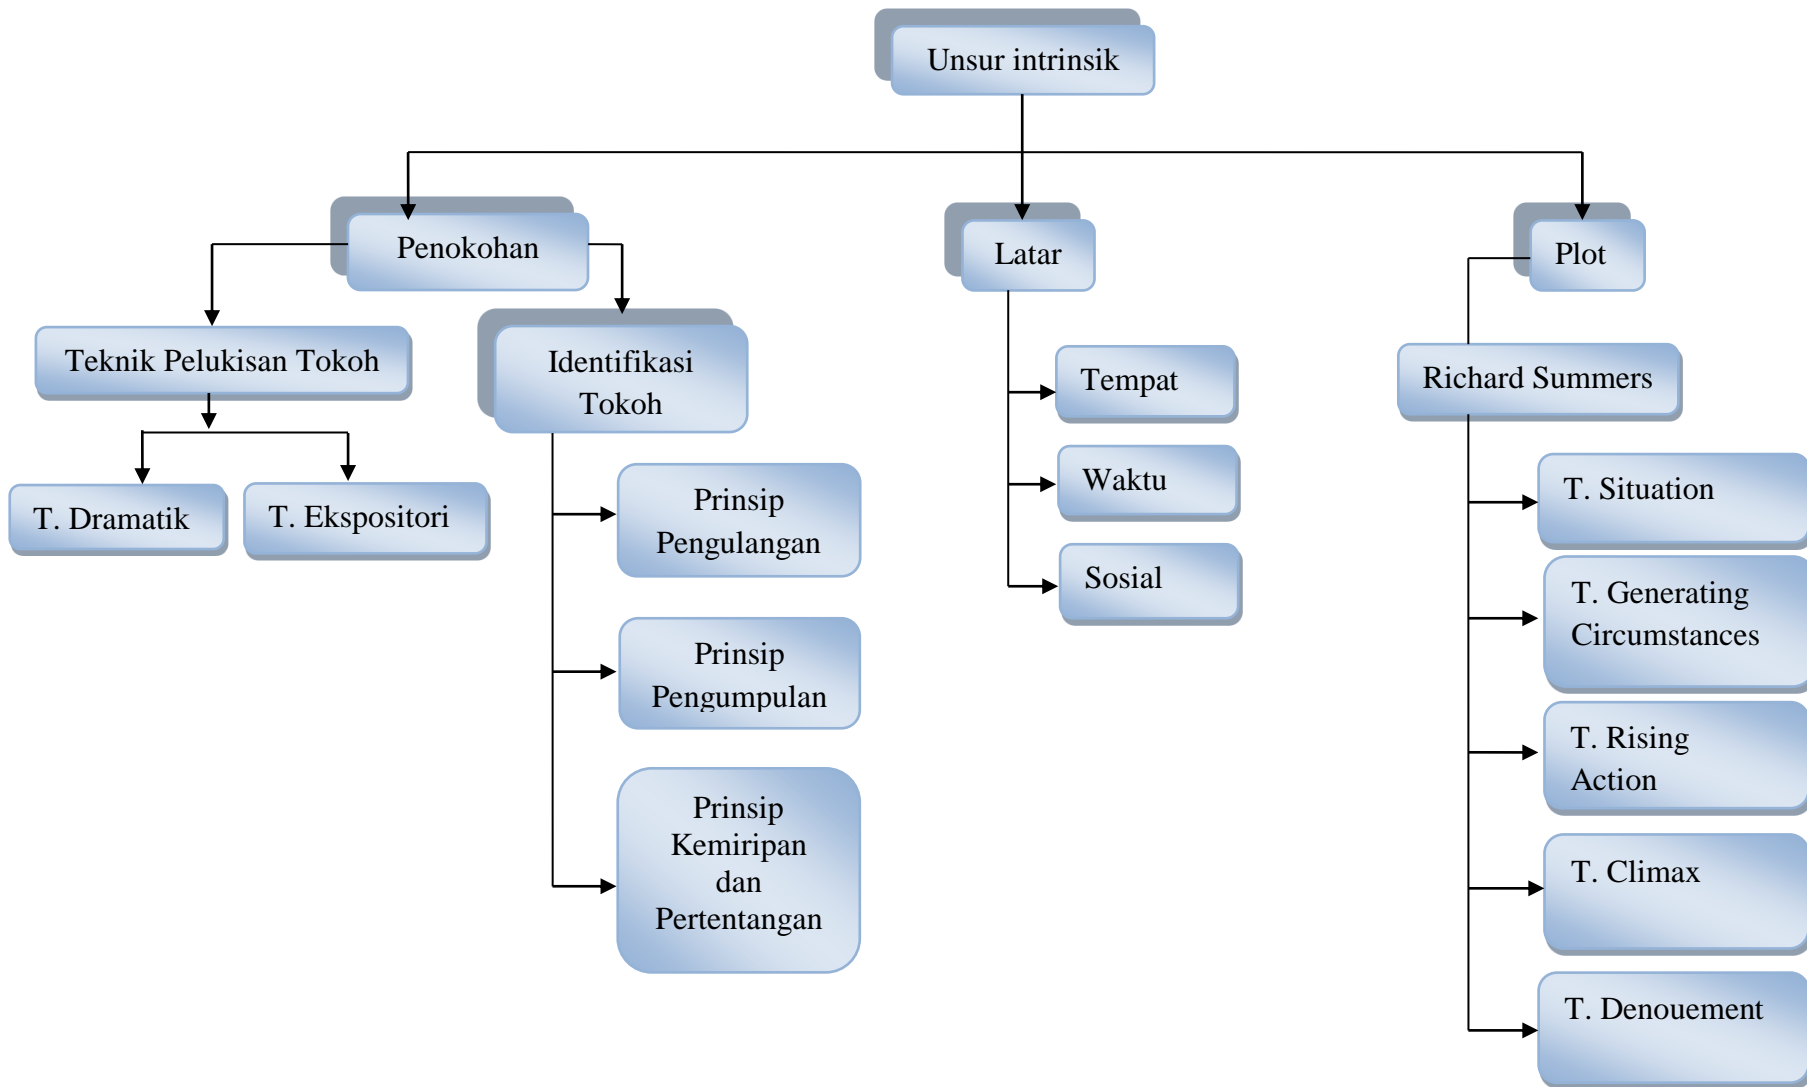 Unsur intrinsik
Penokohan
Latar
Plot
Teknik Pelukisan Tokoh
Identifikasi
Tokoh
T. Dramatik
T. Ekspositori
Prinsip
Pengulangan
Prinsip
Pengumpulan
Prinsip
Kemiripan
dan
Pertentangan
Tempat
Waktu
Sosial
Richard Summers
T. Situation
T. Generating
Circumstances
T. Rising
Action
T. Climax
T. Denouement